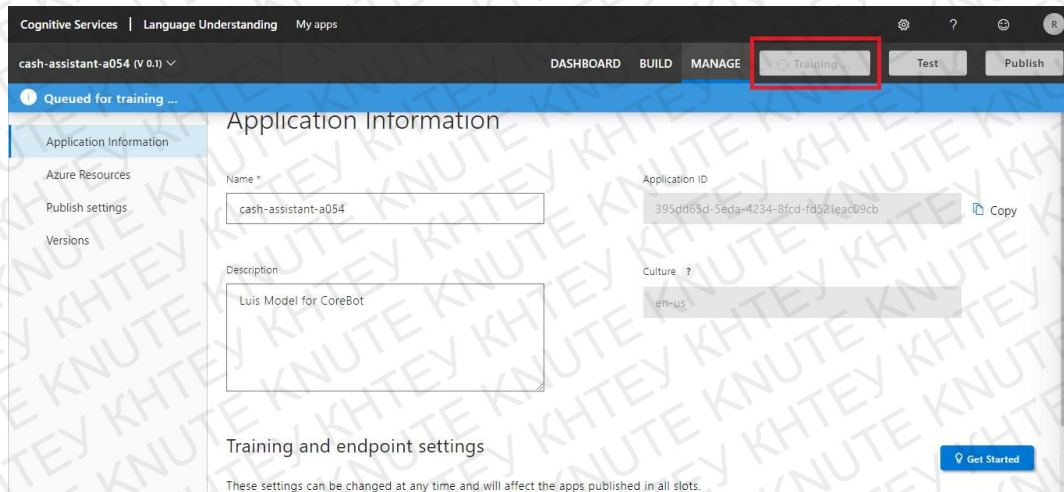 Cognitive Services | Language Understanding My apps ? R
cash-assistant-a054 (V 0.1) DASHBOARD BUILD MANAGE Training ... Test Publish
Queued for training ...
Application Information
Application Information
Azure Resources
Publish settings
Versions
Name * Application ID
cash-assistant-a054 395dd65d-5eda-4234-8fcd-fd521eac09cb Copy
Description Culture ?
Luis Model for CoreBot en-us
Training and endpoint settings
Get Started
These settings can be changed at any time and will affect the apps published in all slots.
KNUTE KHTEY